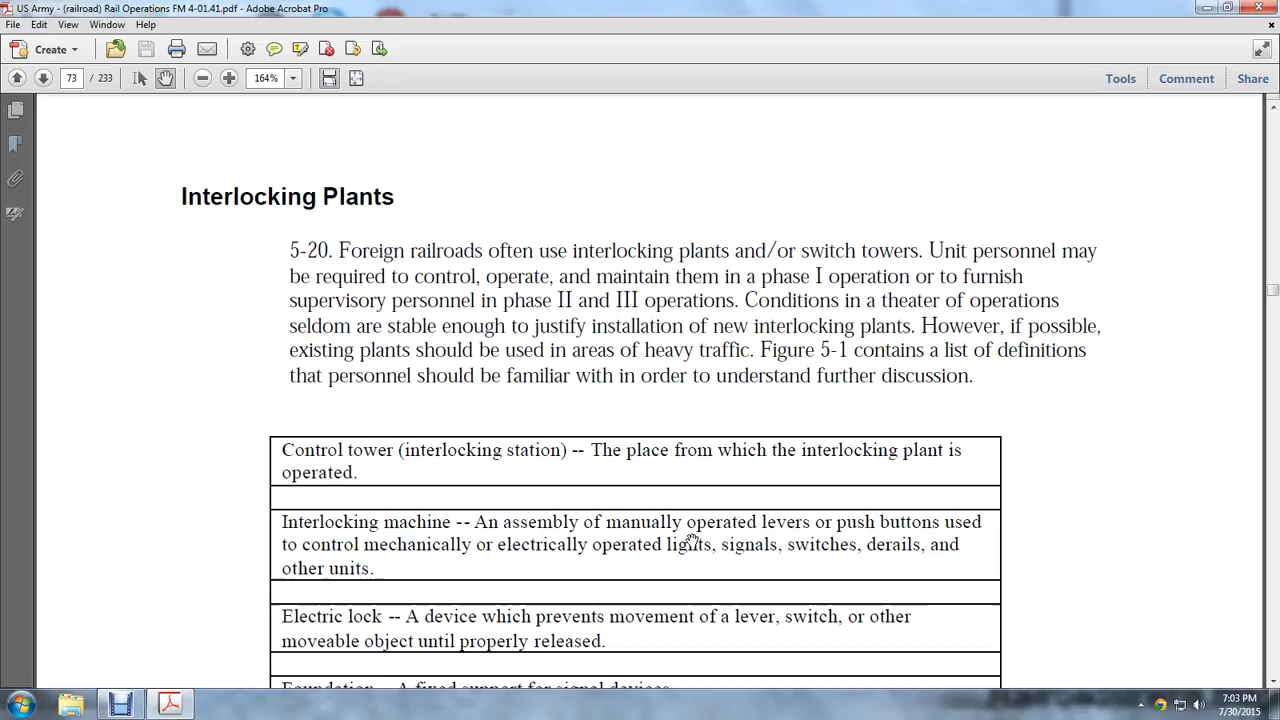 US Army - (railroad) Rail Operations FM 4-01.41.pdf - Adobe Acrobat Pro
File Edit View Window Help
Create
73 / 233 164% Tools Comment Share
Interlocking Plants
5-20. Foreign railroads often use interlocking plants and/or switch towers. Unit personnel may
be required to control, operate, and maintain them in a phase I operation or to furnish
supervisory personnel in phase II and III operations. Conditions in a theater of operations
seldom are stable enough to justify installation of new interlocking plants. However, if possible,
existing plants should be used in areas of heavy traffic. Figure 5-1 contains a list of definitions
that personnel should be familiar with in order to understand further discussion.
Control tower (interlocking station) -- The place from which the interlocking plant is
operated.
Interlocking machine -- An assembly of manually operated levers or push buttons used
to control mechanically or electrically operated lights, signals, switches, derails, and
other units.
Electric lock -- A device which prevents movement of a lever, switch, or other
moveable object until properly released.
Foundation -- A fixed support for signal devices.
7:03 PM
7/30/2015